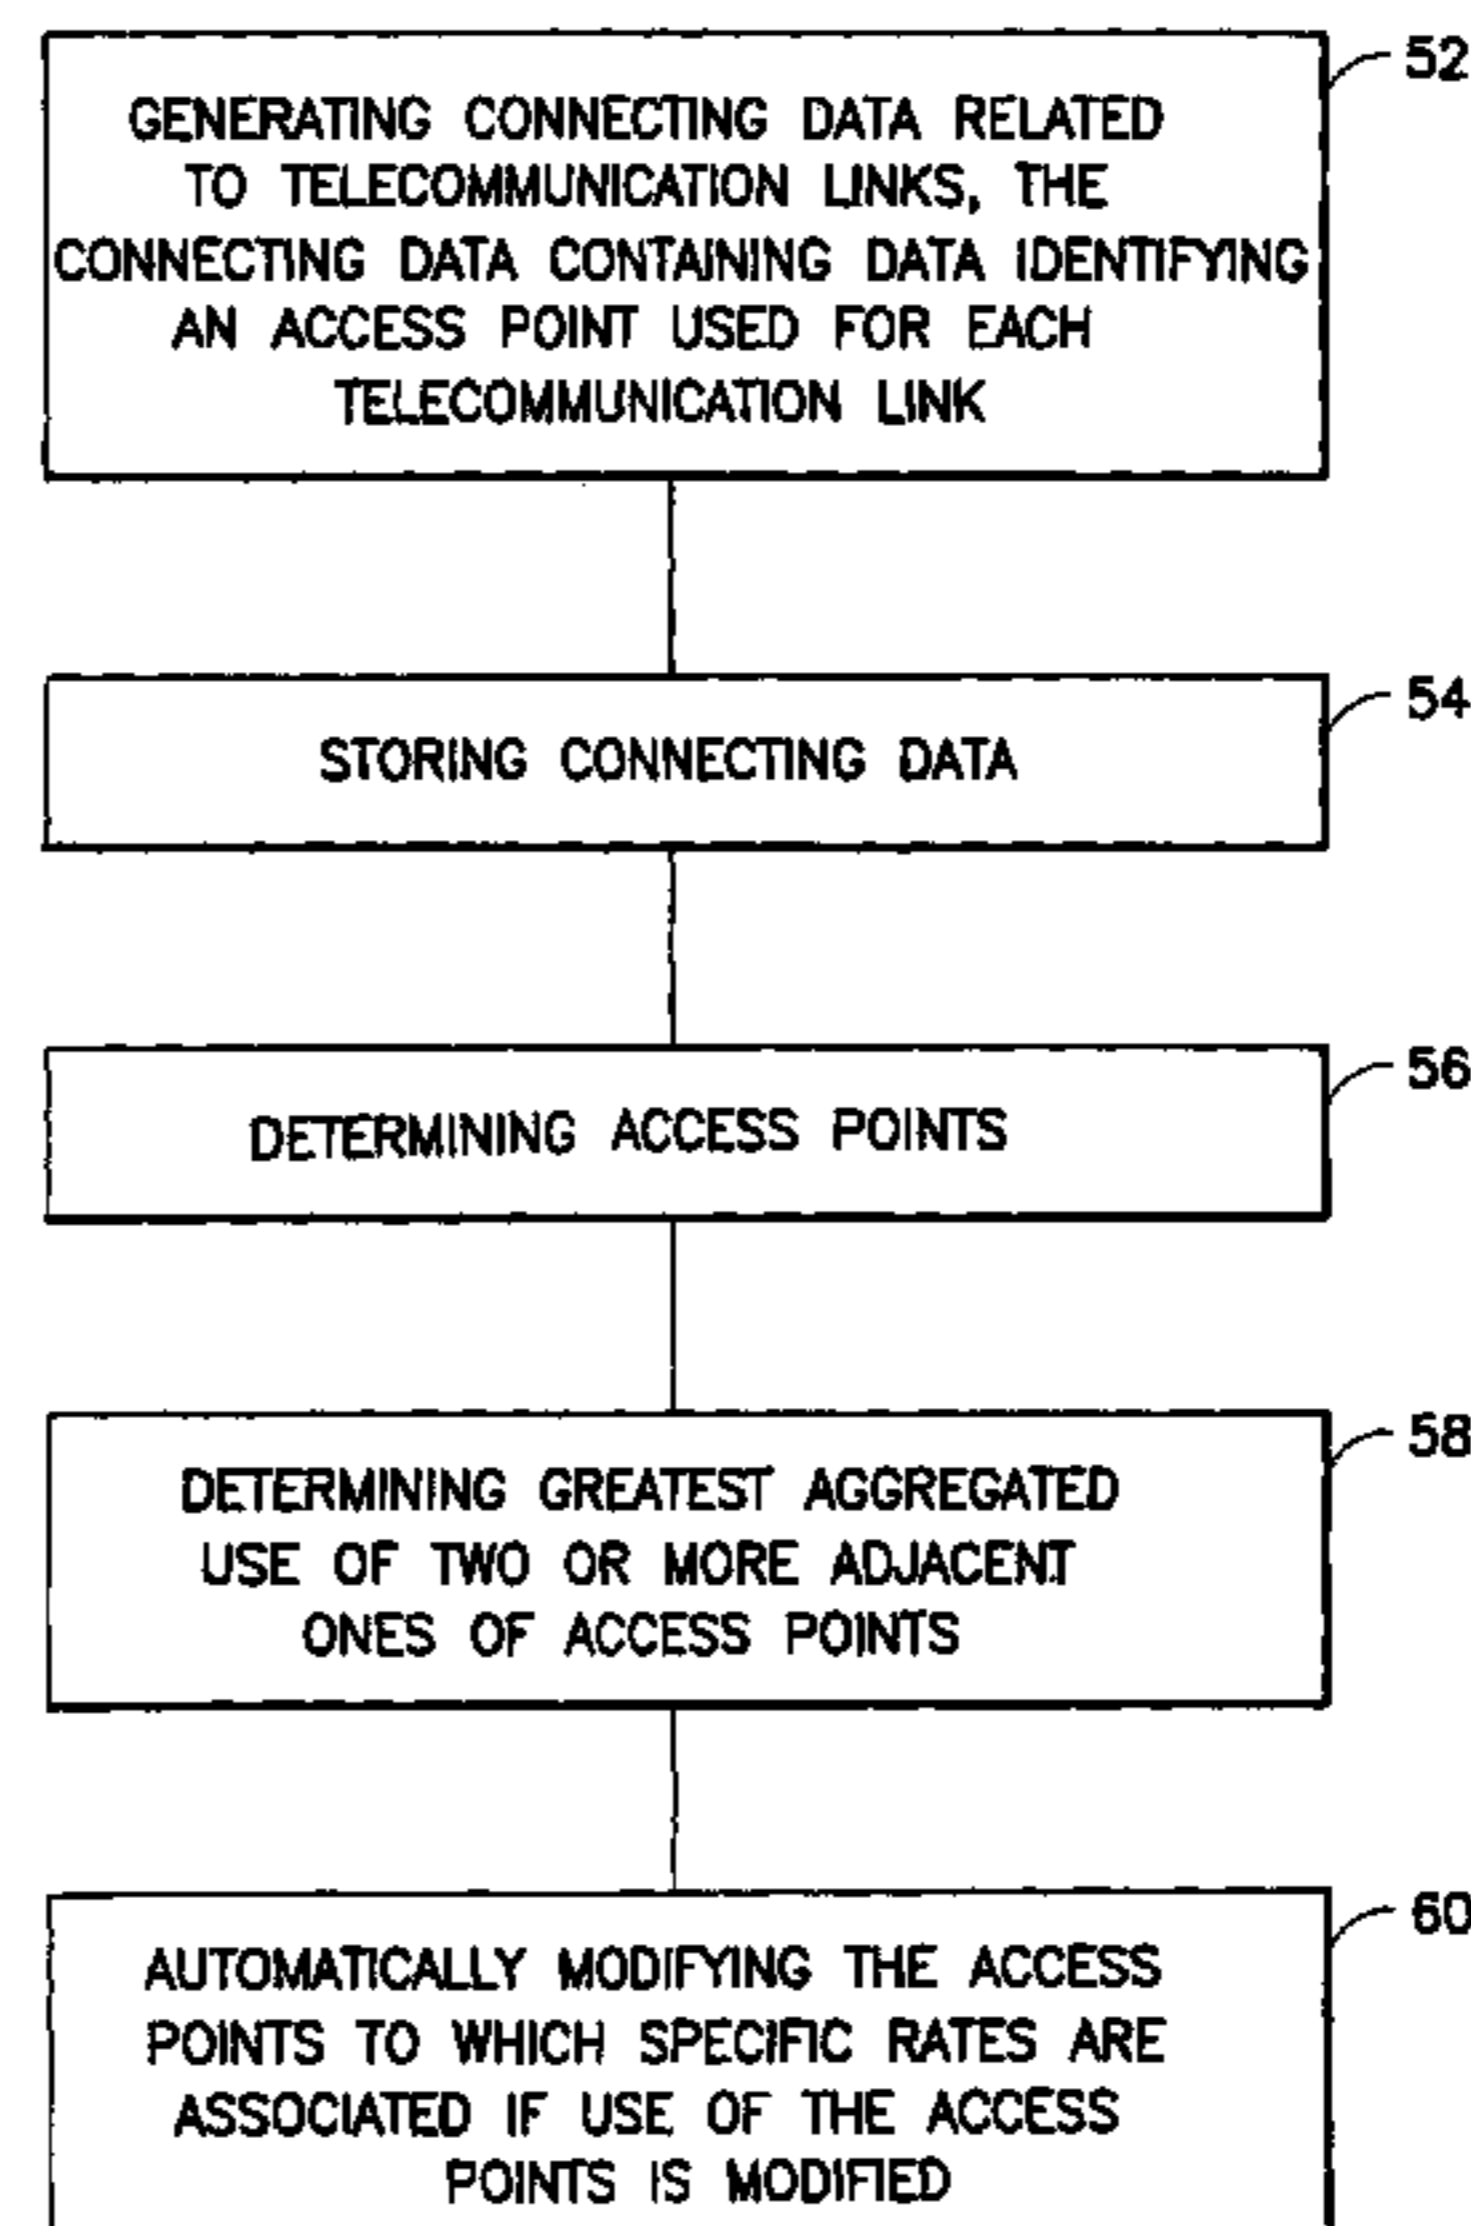 52
GENERATING CONNECTING DATA RELATED
TO TELECOMMUNICATION LINKS, THE
CONNECTING DATA CONTAINING DATA IDENTIFYING
AN ACCESS POINT USED FOR EACH
TELECOMMUNICATION LINK
54
STORING CONNECTING DATA
56
DETERMINING ACCESS POINTS
58
DETERMINING GREATEST AGGREGATED
USE OF TWO OR MORE ADJACENT
ONES OF ACCESS POINTS
60
AUTOMATICALLY MODIFYING THE ACCESS
POINTS TO WHICH SPECIFIC RATES ARE
ASSOCIATED IF USE OF THE ACCESS
POINTS IS MODIFIED